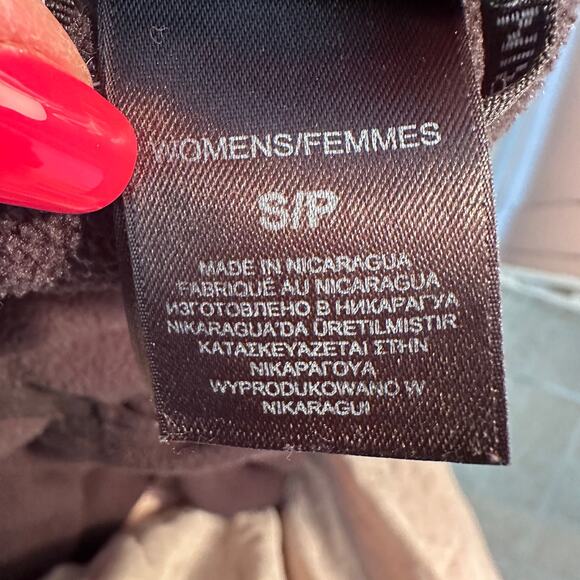 WOMENS/FEMMES
S/P
MADE IN NICARAGUA
FABRIQUÉ AU NICARAGUA
ИЗГОТОВЛЕНО В НИКАРАГУА
NIKARAGUA'DA ÜRETILMISTIR
ΚΑΤΑΣΚΕΥΑΖΕΤΑΙ ΣΤΗΝ
ΝΙΚΑΡΑΓΟΥΑ
WYPRODUKOWANO W
NIKARAGUI